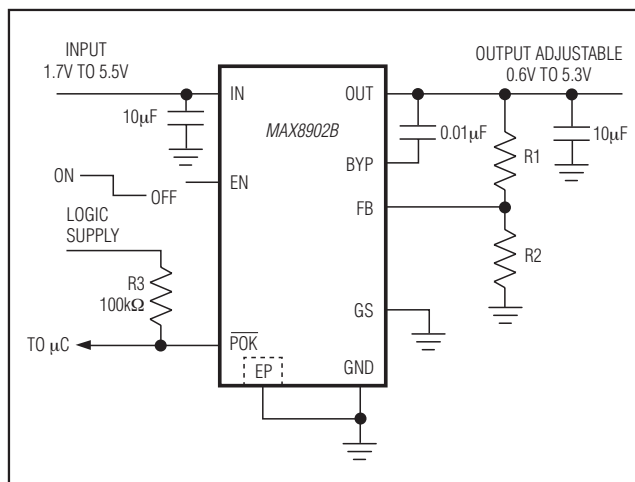 INPUT
1.7V TO 5.5V
OUTPUT ADJUSTABLE
0.6V TO 5.3V
IN
OUT
10μF
MAX8902B
0.01μF
10μF
R1
BYP
ON
OFF
EN
FB
LOGIC
SUPPLY
R2
R3
100kΩ
GS
TO μC
POK
EP
GND